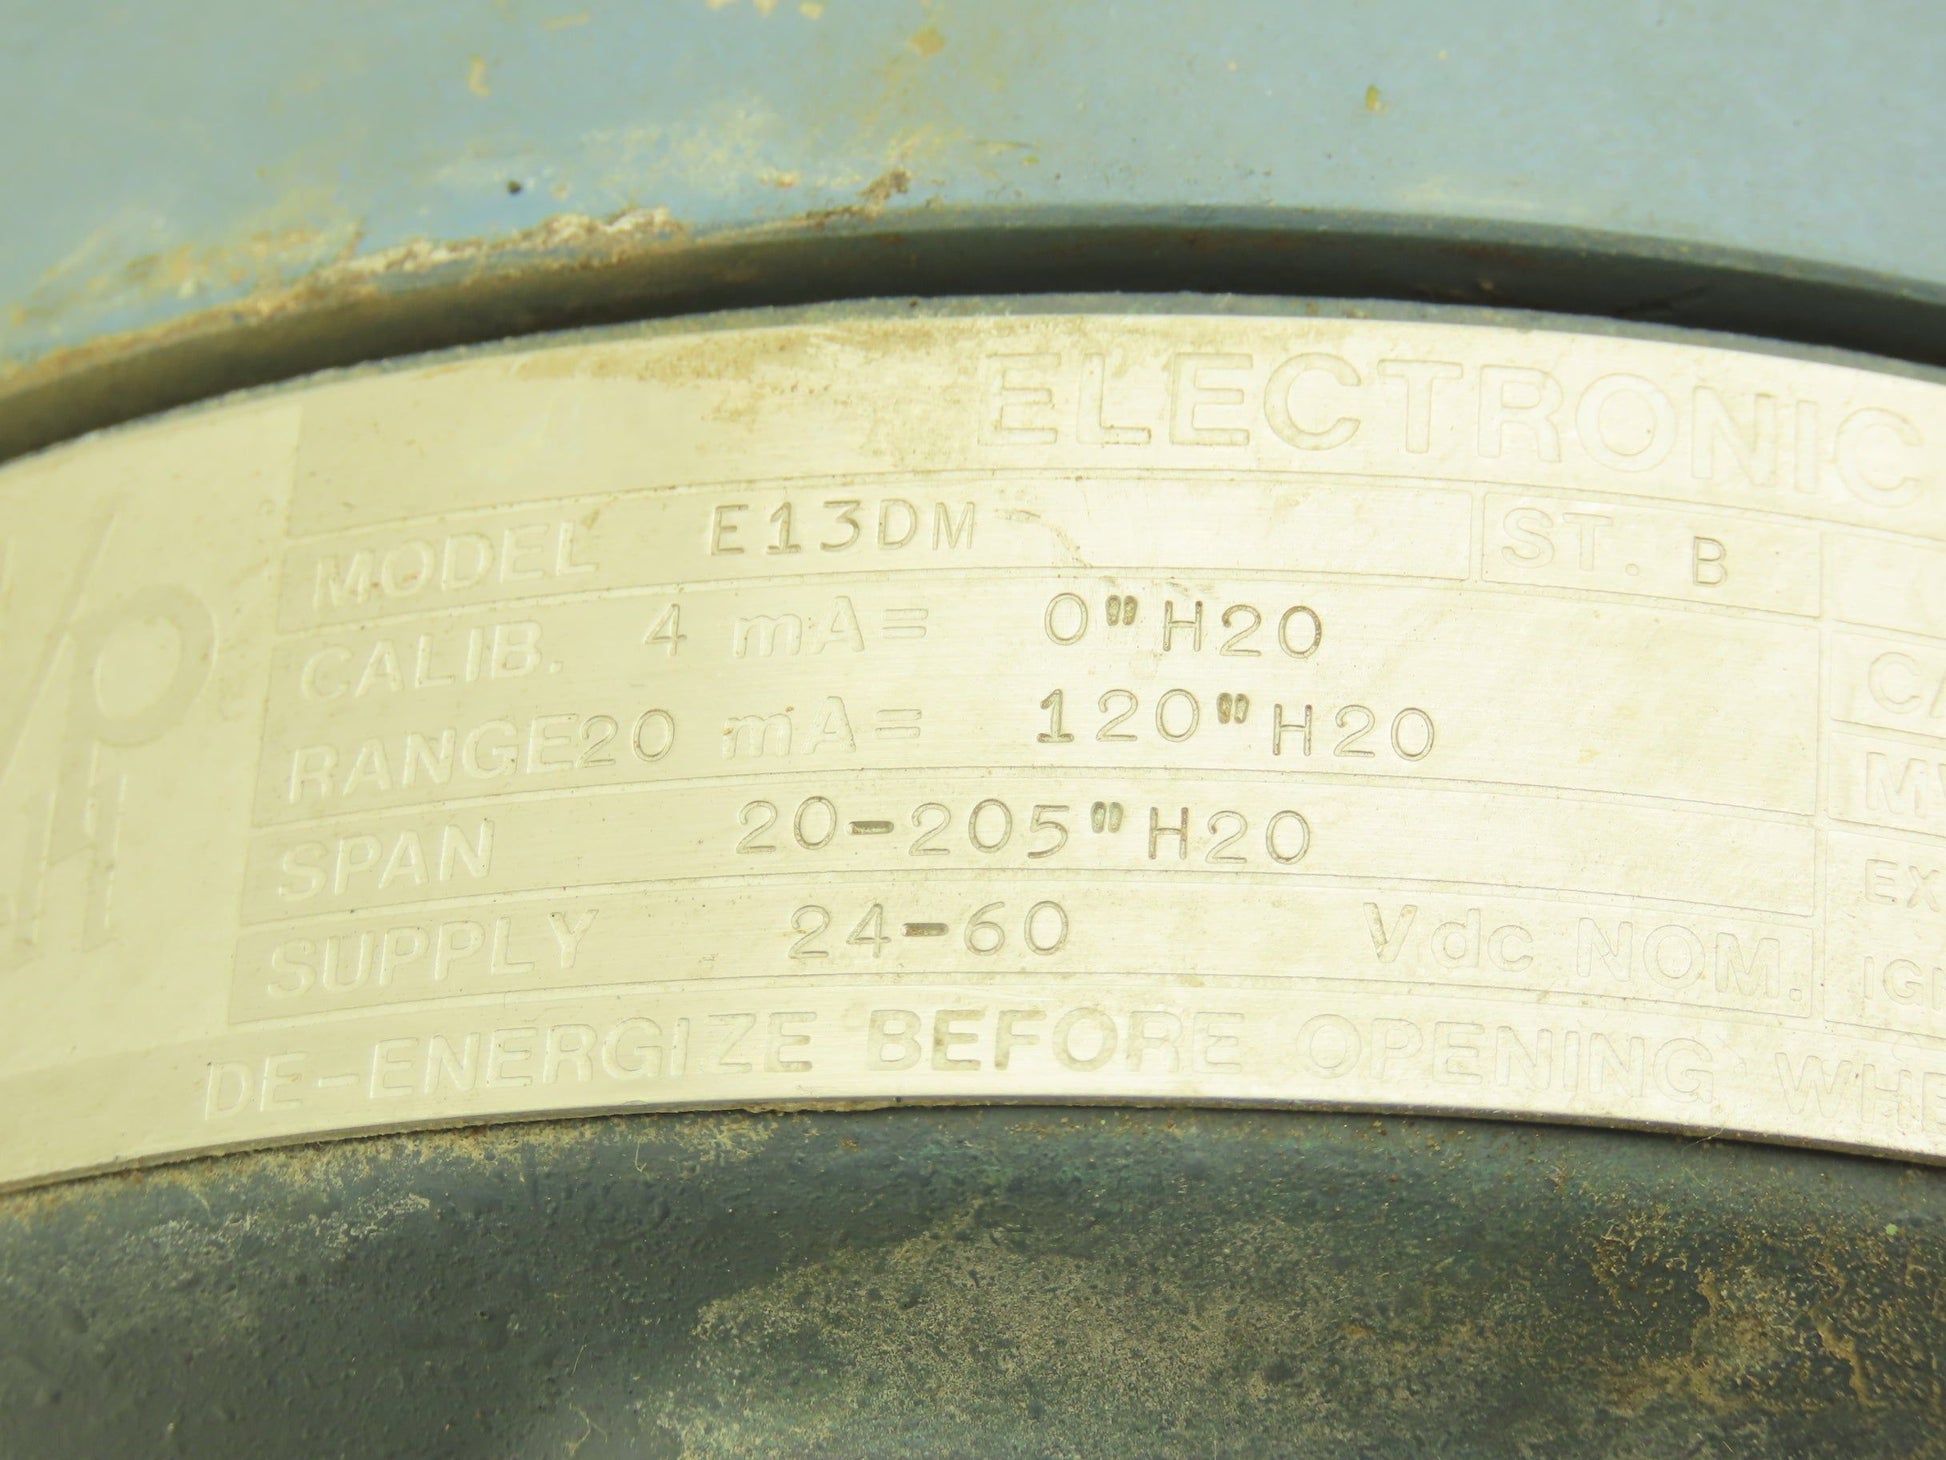 ELECTRONIC
MODEL E13DM ST. B
CALIB. 4 mA= 0"H20
RANGE20 mA= 120"H20
SPAN 20-205"H20
SUPPLY 24-60 Vdc NOM.
DE-ENERGIZE BEFORE OPENING